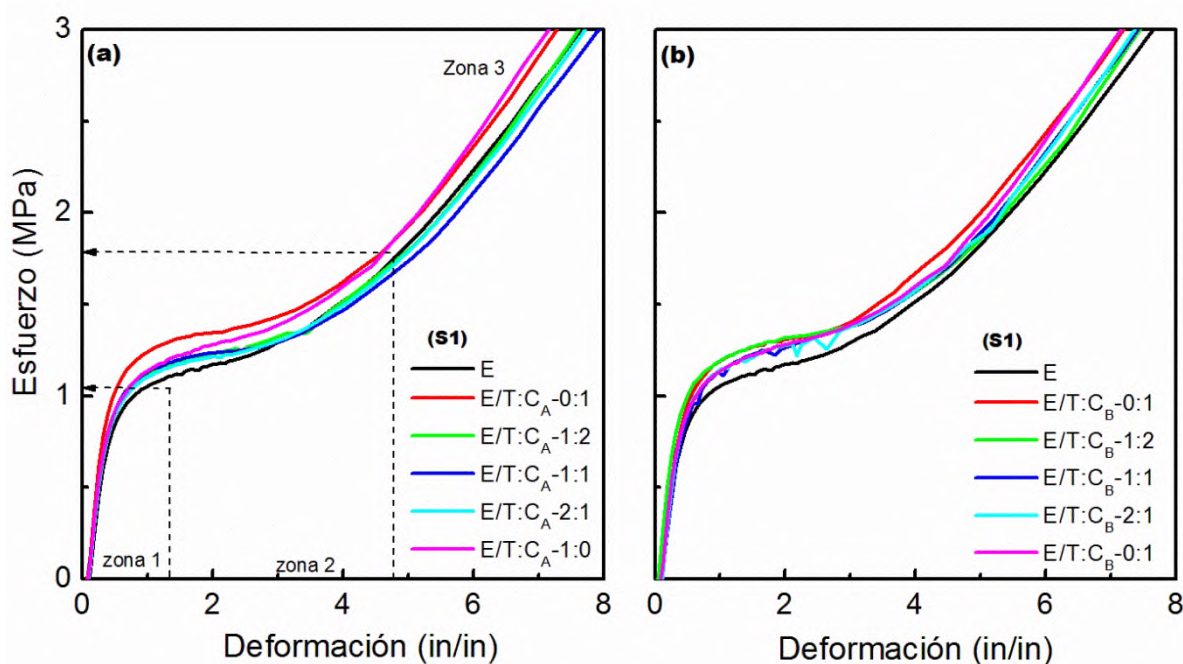 (a)
Zona 3
3
2
1
0
Esfuerzo (MPa)
(S1)
E
E/T:C_A-0:1
E/T:C_A-1:2
E/T:C_A-1:1
E/T:C_A-2:1
E/T:C_A-1:0
zona 1
zona 2
0 2 4 6 8
Deformación (in/in)
(b)
(S1)
E
E/T:C_B-0:1
E/T:C_B-1:2
E/T:C_B-1:1
E/T:C_B-2:1
E/T:C_B-0:1
0 2 4 6 8
Deformación (in/in)